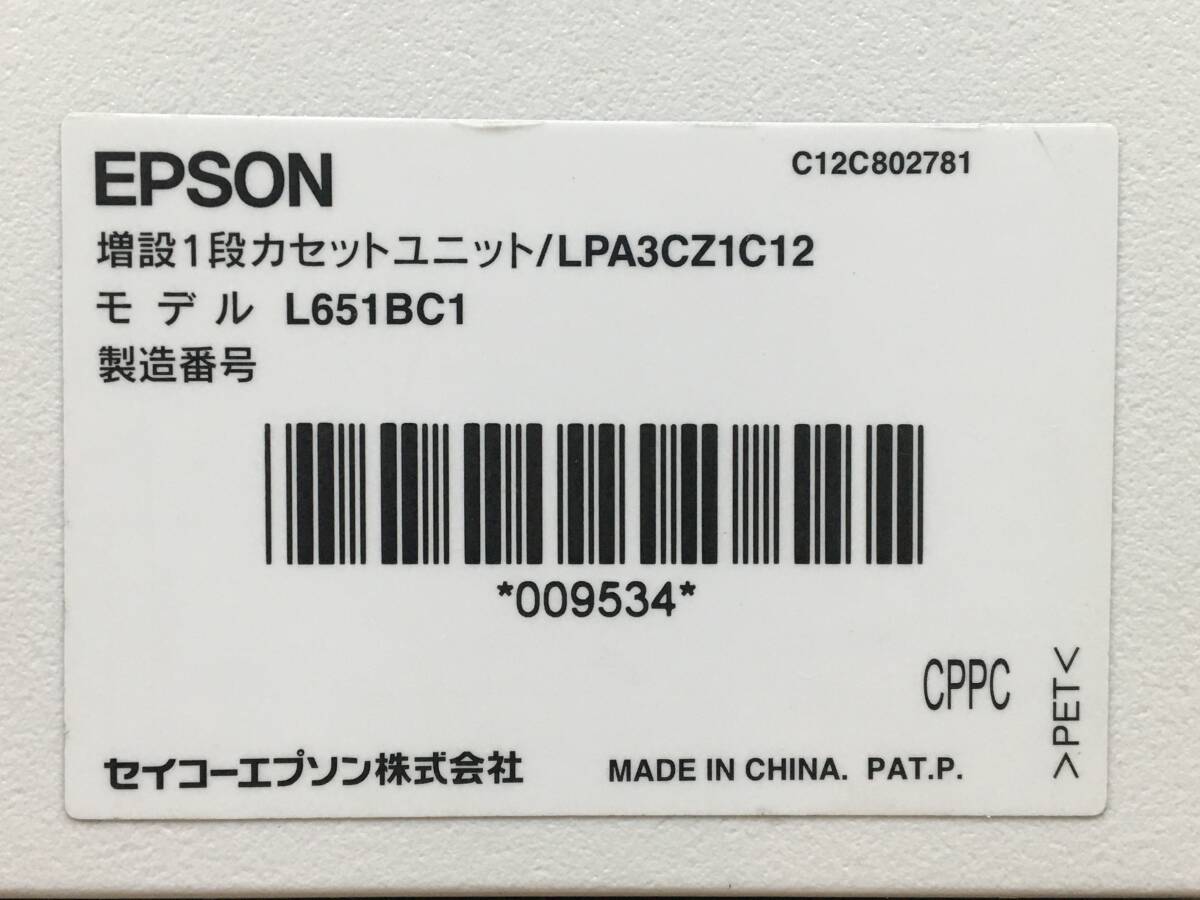 EPSON
C12C802781
増設1段カセットユニット/LPA3CZ1C12
モデル L651BC1
製造番号
*009534*
CPPC
>PET<
セイコーエプソン株式会社
MADE IN CHINA. PAT.P.